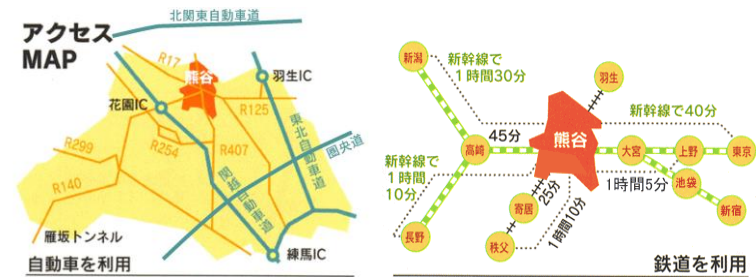 アクセス
MAP
北関東自動車道
R17
熊谷
羽生IC
花園IC
R125
R299
R254
R407
東北自動車道
圏央道
R140
関越自動車道
雁坂トンネル
練馬IC
自動車を利用
新潟
新幹線で
1時間30分
羽生
新幹線で40分
45分
熊谷
高崎
大宮
上野
東京
新幹線で
1時間
10分
1時間5分
池袋
25分
寄居
1時間10分
新宿
長野
秩父
鉄道を利用